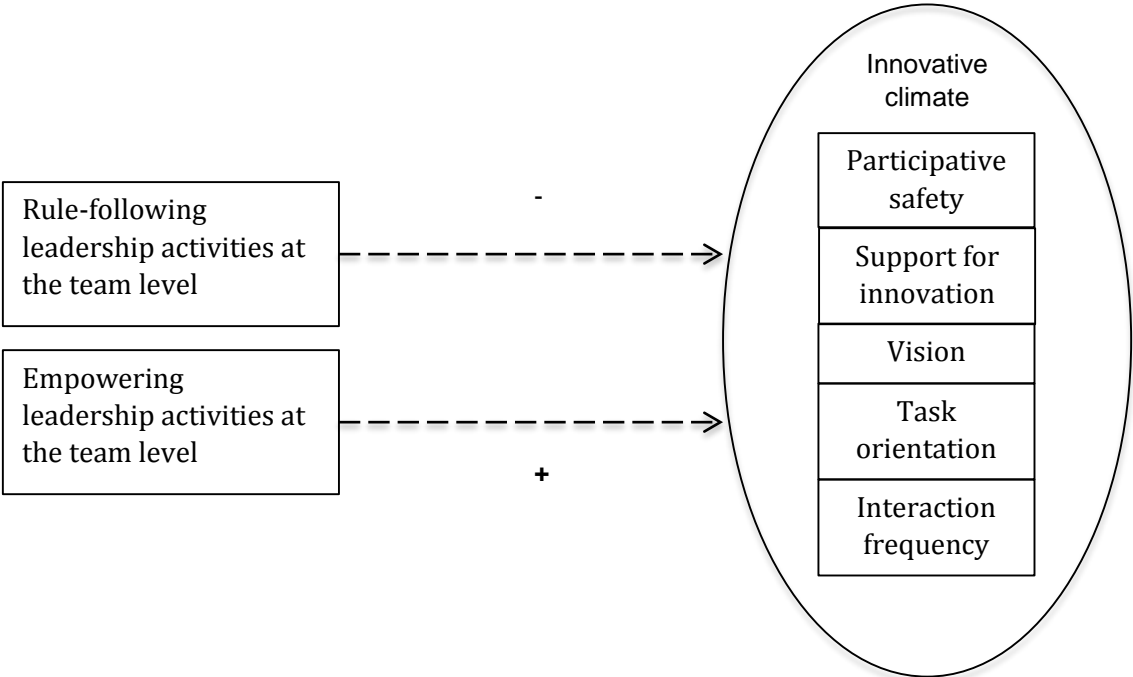 Innovative
climate
Participative
safety
Rule-following
leadership activities at
the team level
-
Support for
innovation
Vision
Empowering
leadership activities at
the team level
+
Task
orientation
Interaction
frequency